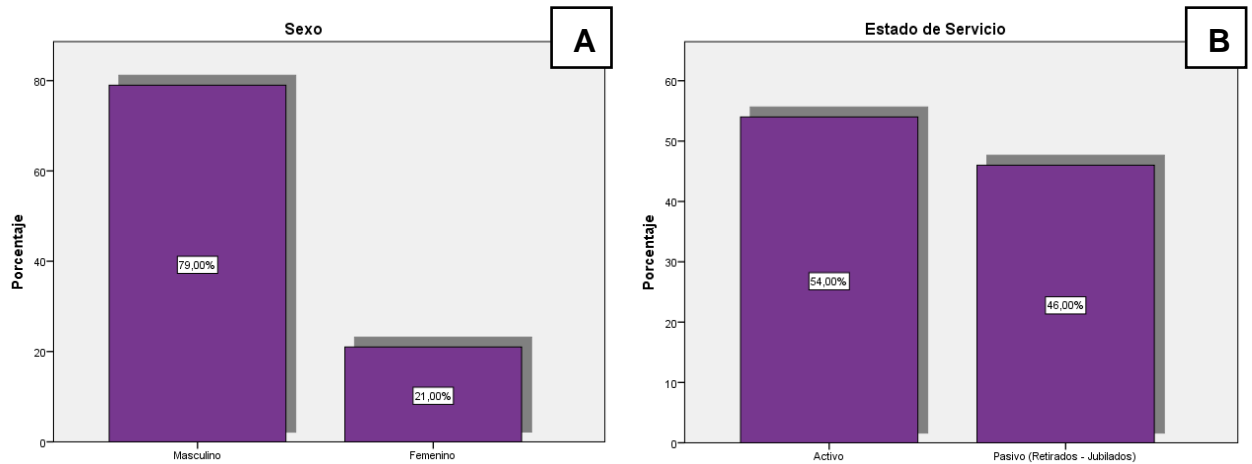 Sexo
A
Porcentaje
80
60
40
20
0
79,00%
21,00%
Masculino
Femenino
Estado de Servicio
B
Porcentaje
60
50
40
30
20
10
0
54,00%
46,00%
Activo
Pasivo (Retirados - Jubilados)